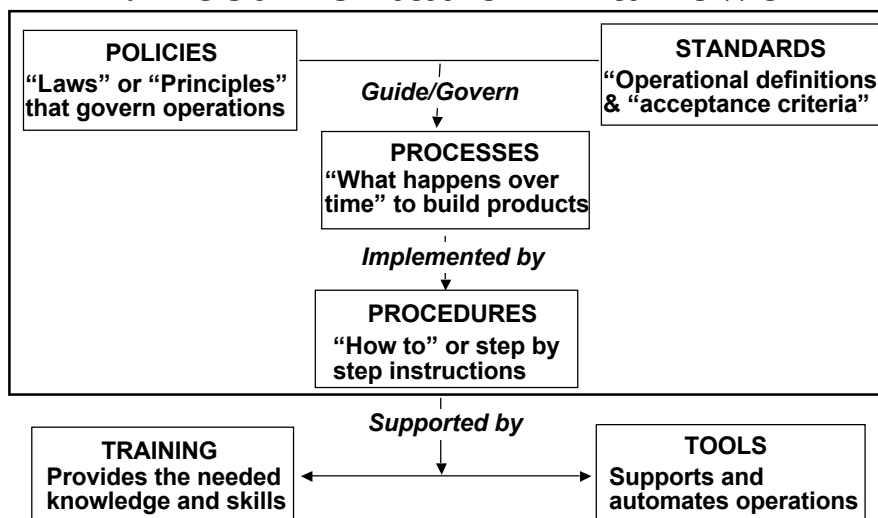 POLICIES
“Laws” or “Principles”
that govern operations
STANDARDS
“Operational definitions
& “acceptance criteria”
Guide/Govern
PROCESSES
“What happens over
time” to build products
Implemented by
PROCEDURES
“How to” or step by
step instructions
Supported by
TRAINING
Provides the needed
knowledge and skills
TOOLS
Supports and
automates operations